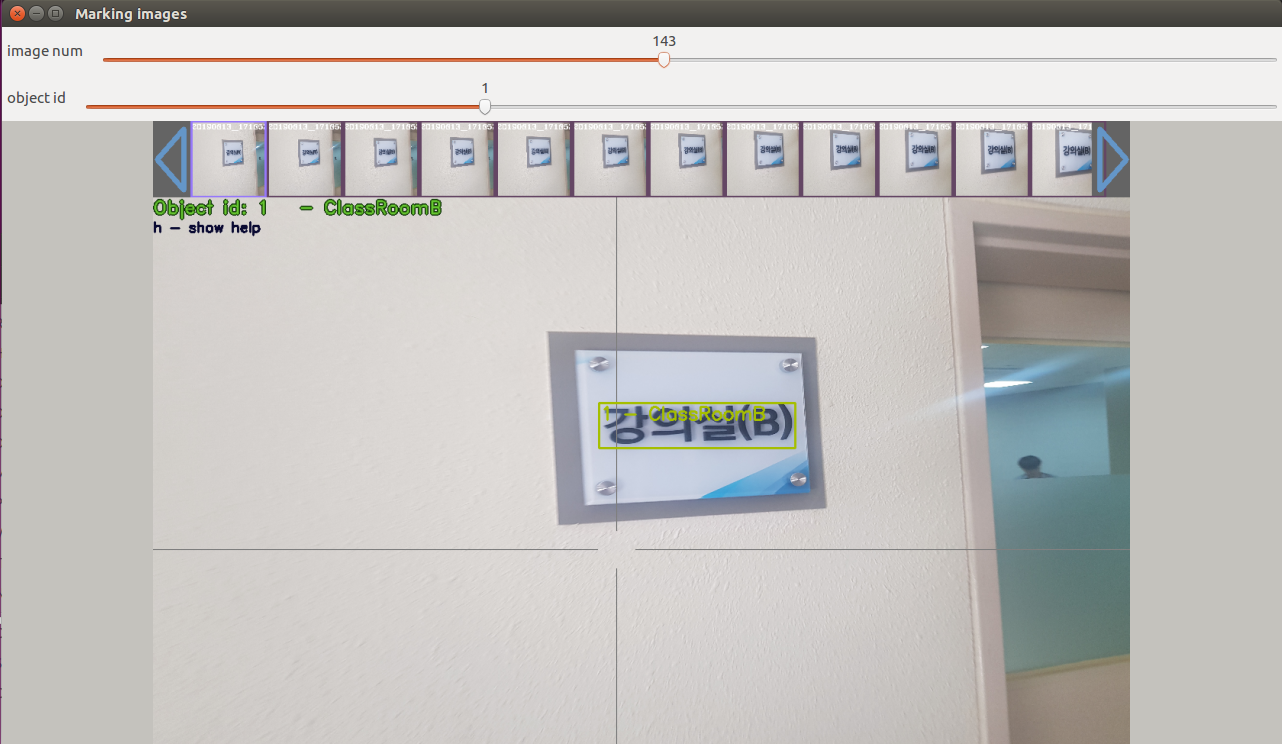 Marking images
image num
143
object id
1
Object id: 1 – ClassRoomB
h – show help
1 – ClassRoomB
강의실(B)